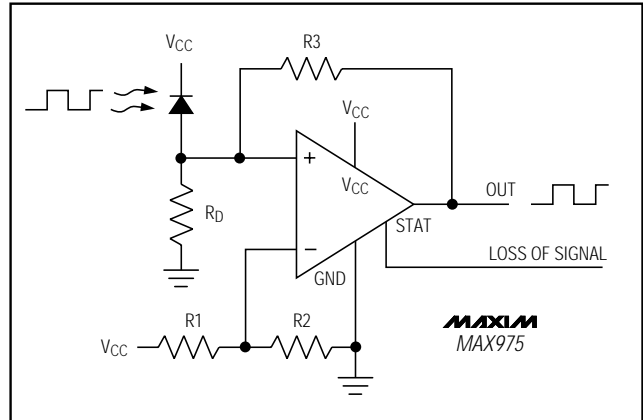 VCC
R3
VCC
+
VCC
OUT
RD
STAT
−
LOSS OF SIGNAL
GND
R1
R2
VCC
MAXIM
MAX975